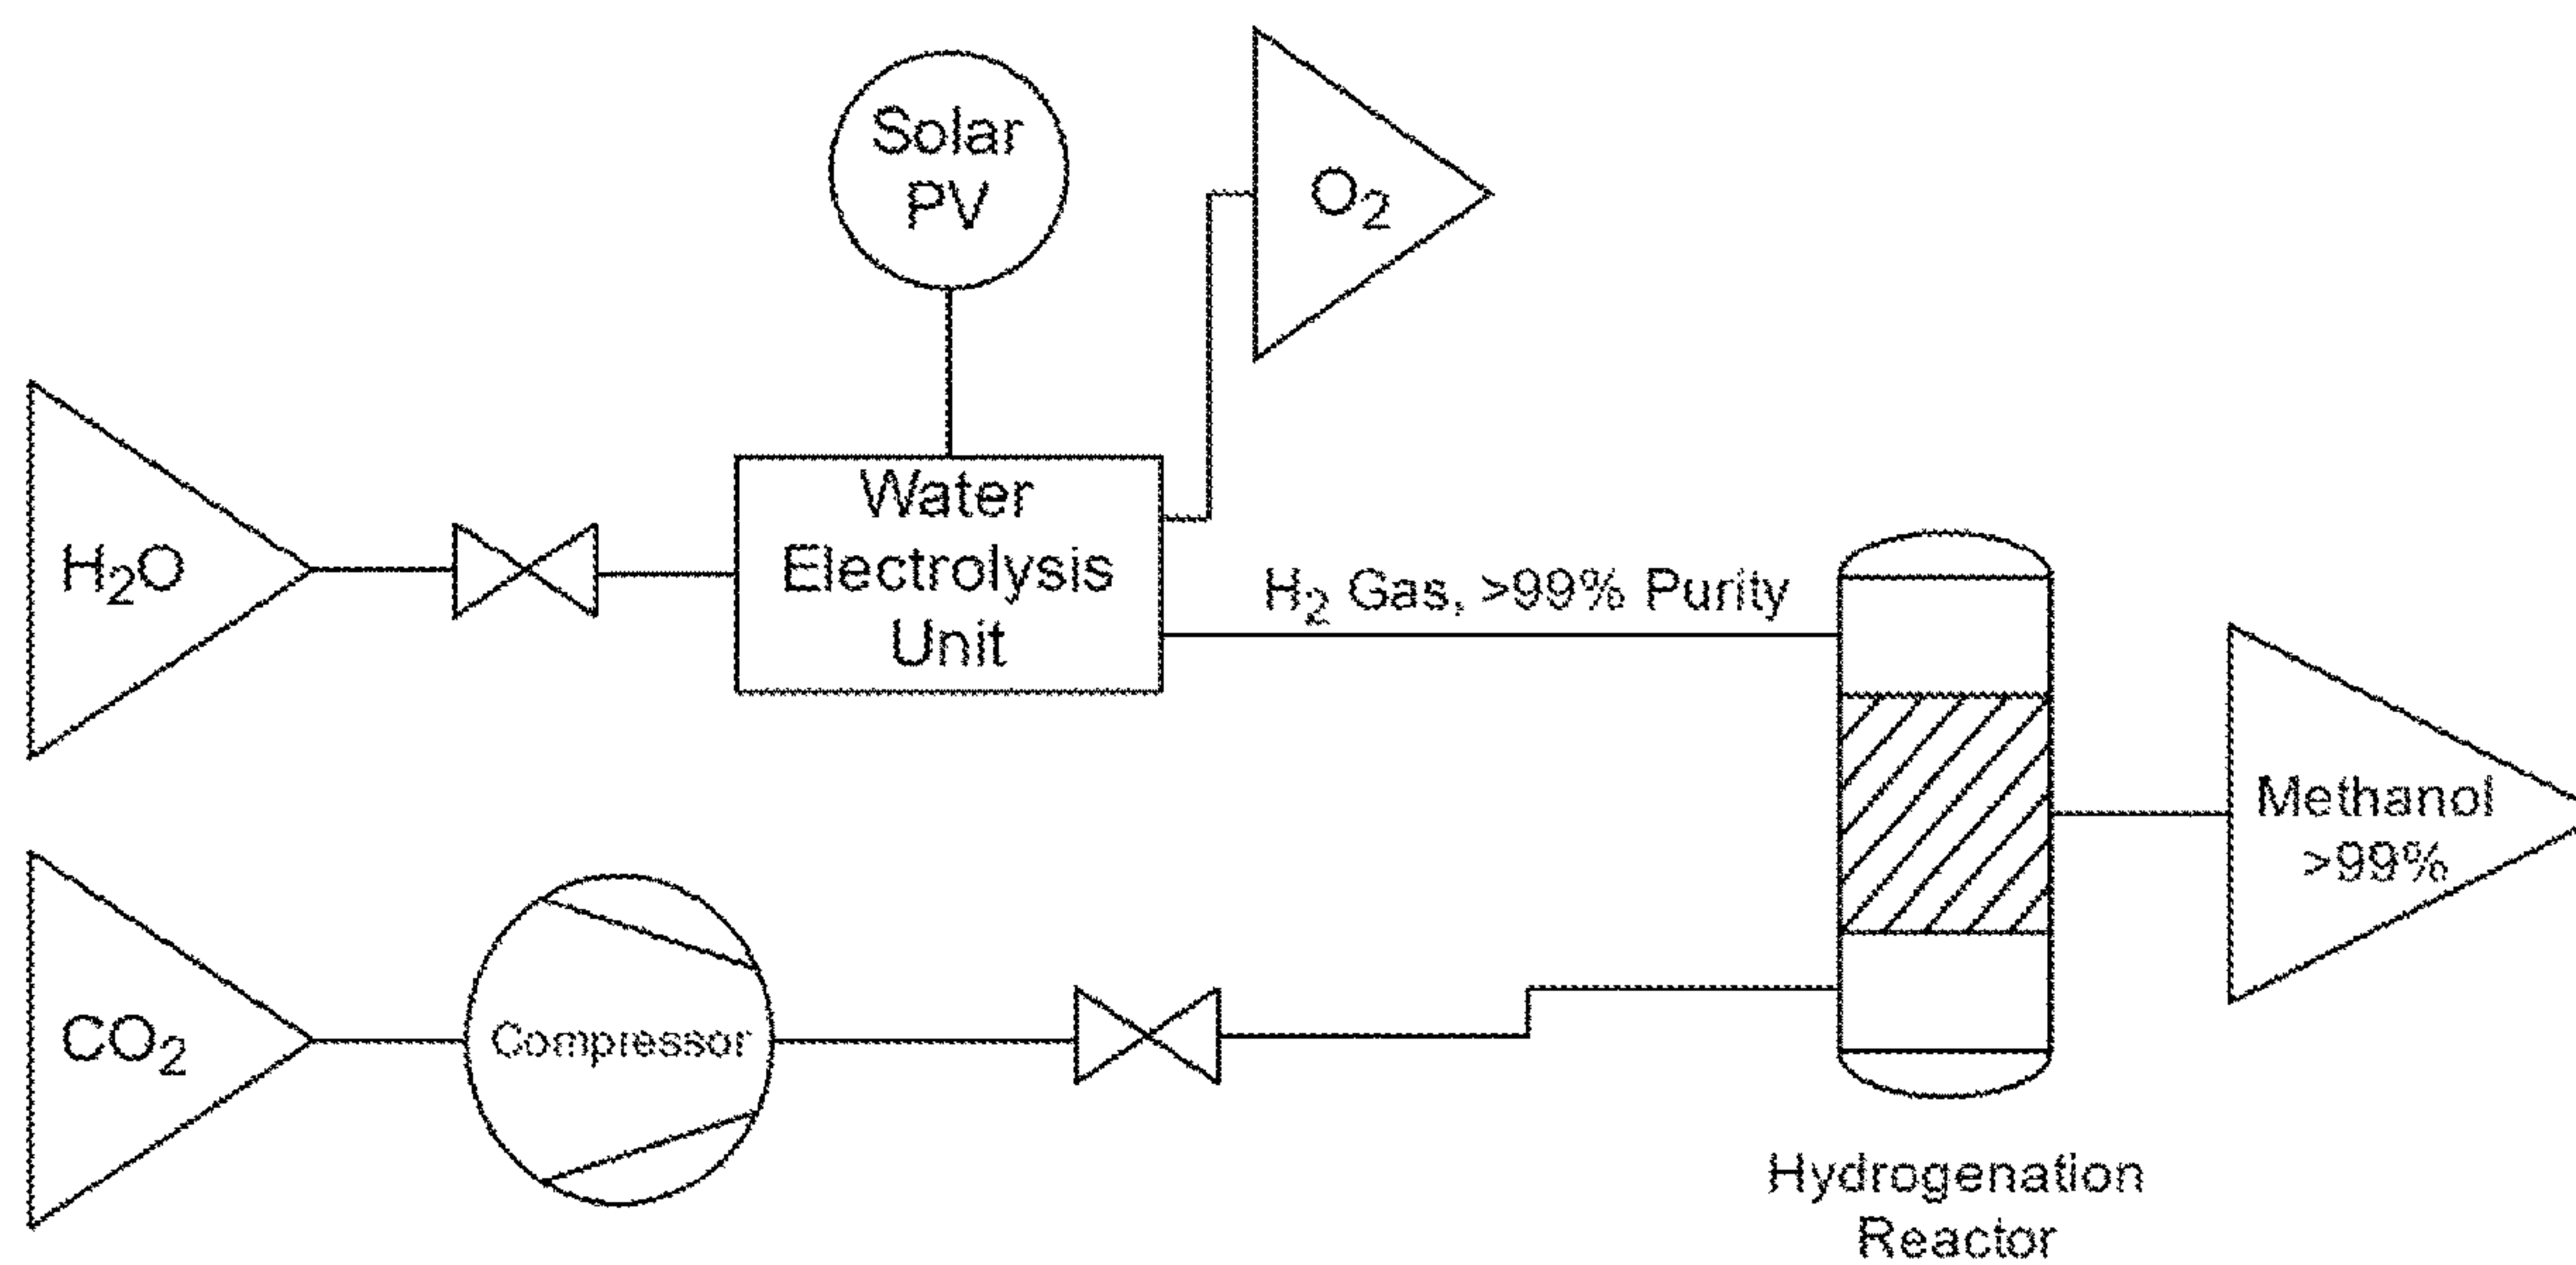 Solar
PV
O₂
H₂O
Water
Electrolysis
Unit
H₂ Gas, >99% Purity
Methanol
>99%
CO₂
Compressor
Hydrogenation
Reactor